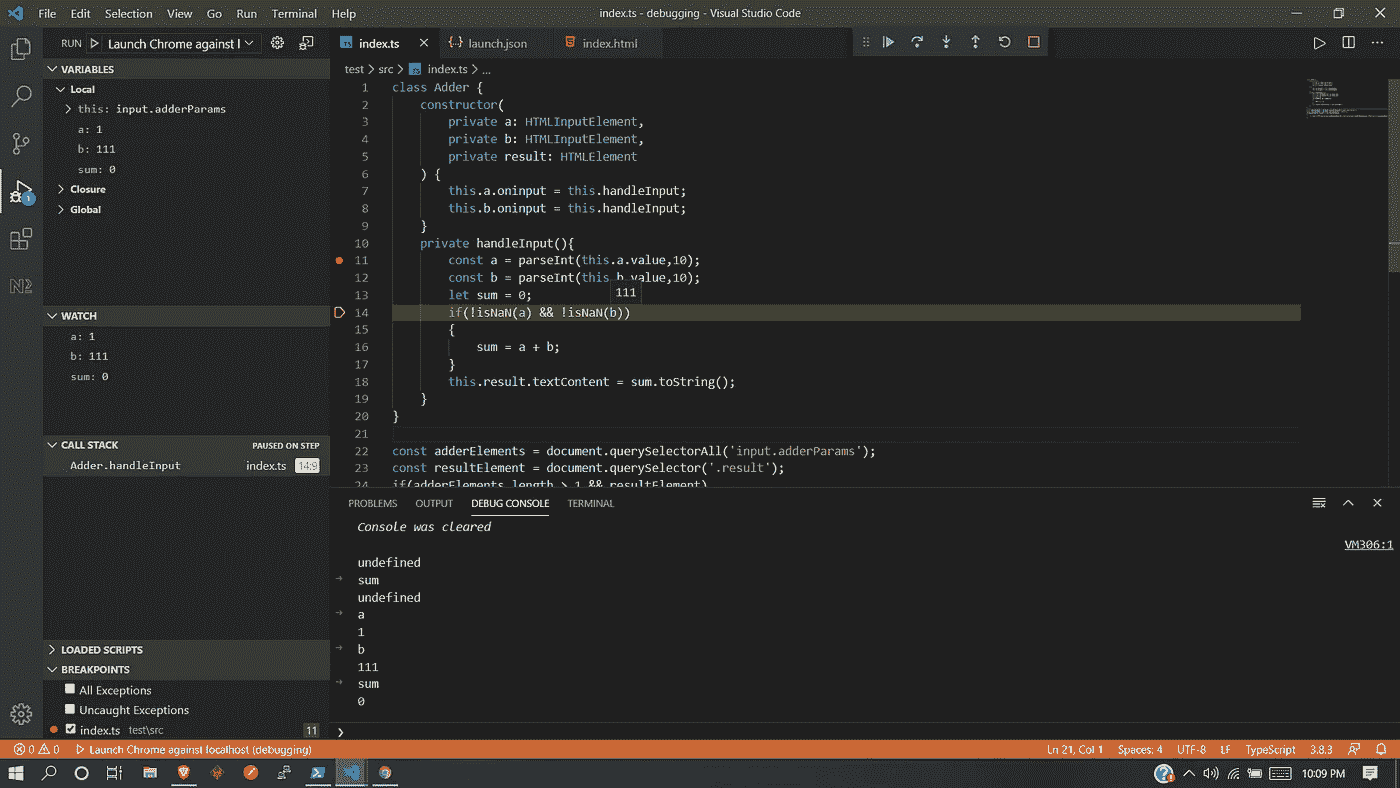 File Edit Selection View Go Run Terminal Help
index.ts - debugging - Visual Studio Code
RUN Launch Chrome against l
index.ts
launch.json
index.html
VARIABLES
Local
this: input.adderParams
a: 1
b: 111
sum: 0
Closure
Global
WATCH
a: 1
b: 111
sum: 0
CALL STACK PAUSED ON STEP
Adder.handleInput index.ts 14:9
LOADED SCRIPTS
BREAKPOINTS
All Exceptions
Uncaught Exceptions
index.ts test\src 11
1
N2
test > src > index.ts > ...
1 class Adder {
2 constructor(
3 private a: HTMLInputElement,
4 private b: HTMLInputElement,
5 private result: HTMLElement
6 ) {
7 this.a.oninput = this.handleInput;
8 this.b.oninput = this.handleInput;
9 }
10 private handleInput(){
11 const a = parseInt(this.a.value,10);
12 const b = parseInt(this.b.value,10);
13 let sum = 0;
111
14 if(!isNaN(a) && !isNaN(b))
15 {
16 sum = a + b;
17 }
18 this.result.textContent = sum.toString();
19 }
20 }
21
22 const adderElements = document.querySelectorAll('input.adderParams');
23 const resultElement = document.querySelector('.result');
24 if(adderElements.length > 1 && resultElement)
PROBLEMS OUTPUT DEBUG CONSOLE TERMINAL
Console was cleared
VM306:1
undefined
sum
undefined
a
1
b
111
sum
0
0 0 Launch Chrome against localhost (debugging)
Ln 21, Col 1 Spaces: 4 UTF-8 LF TypeScript 3.8.3
10:09 PM